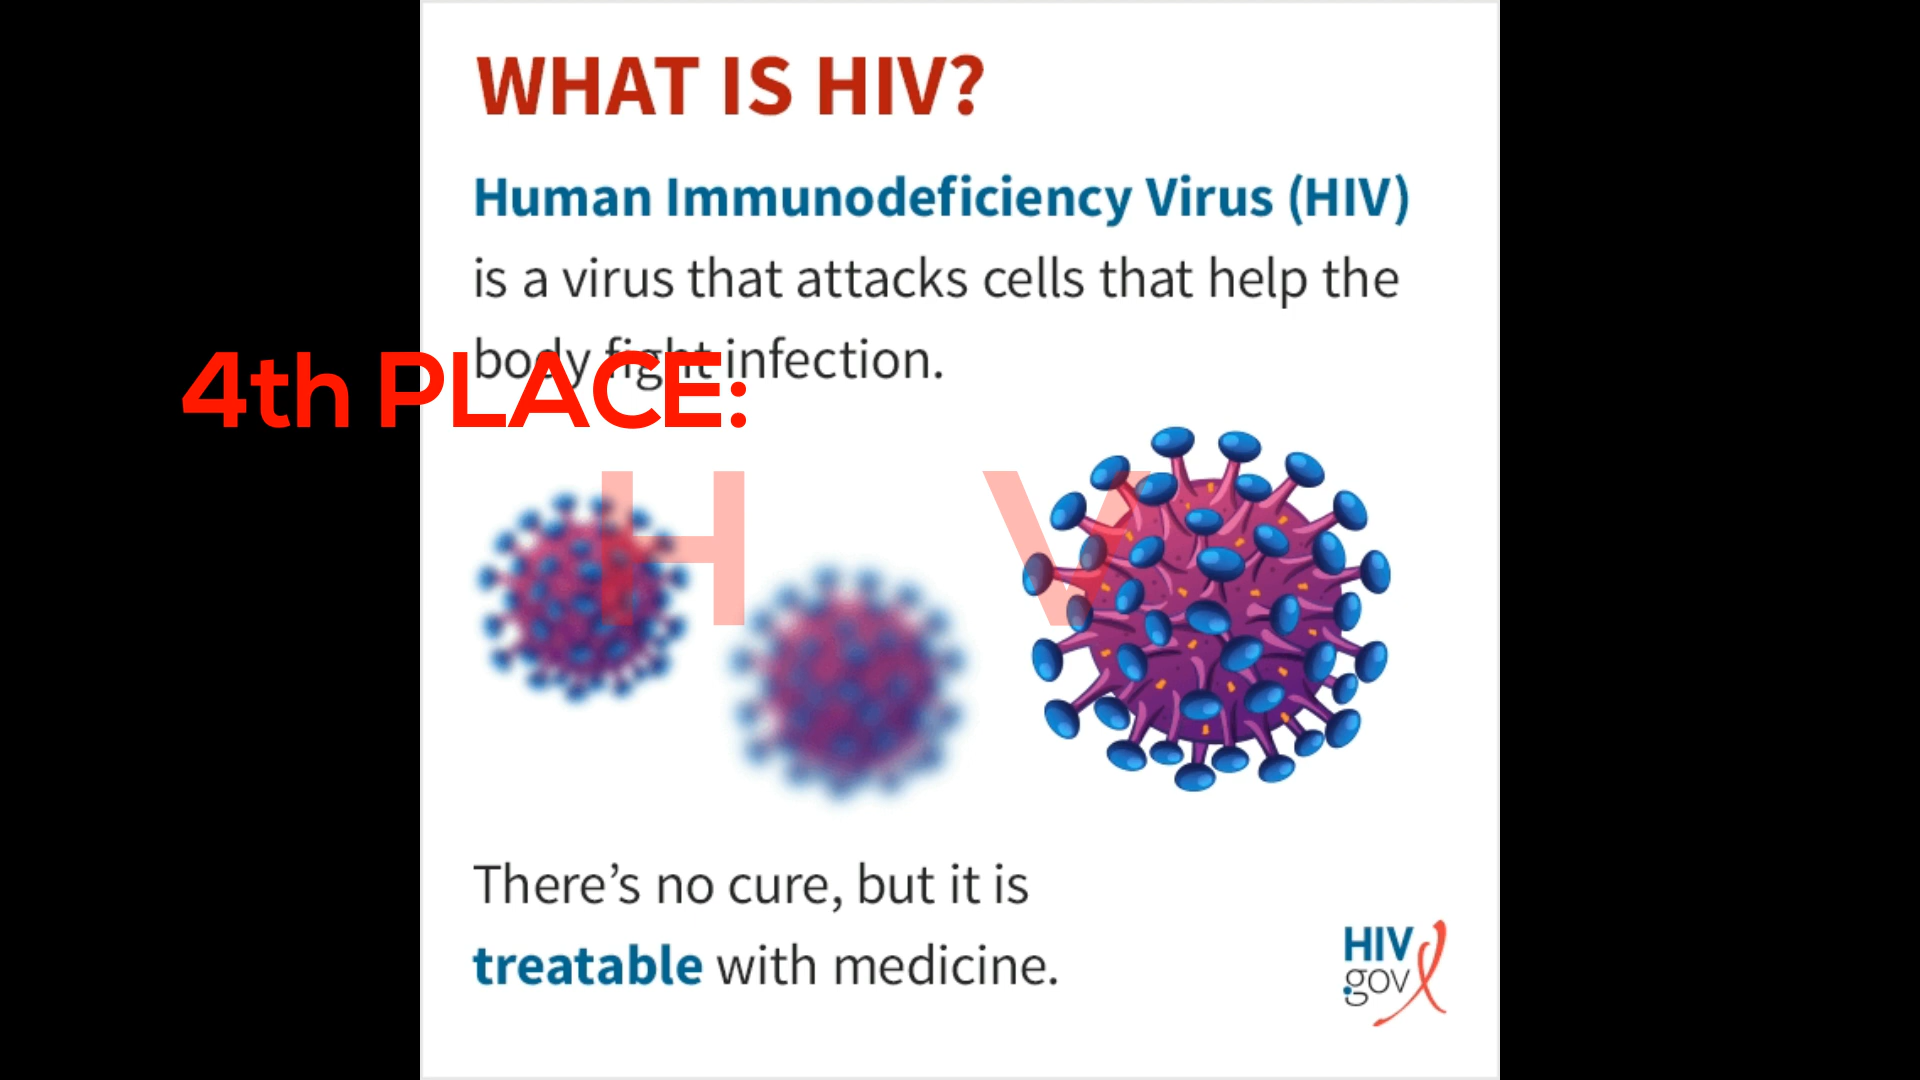 WHAT IS HIV?
Human Immunodeficiency Virus (HIV)
is a virus that attacks cells that help the
body fight infection.
4th PLACE:
H V
There's no cure, but it is
treatable with medicine.
HIV
.gov